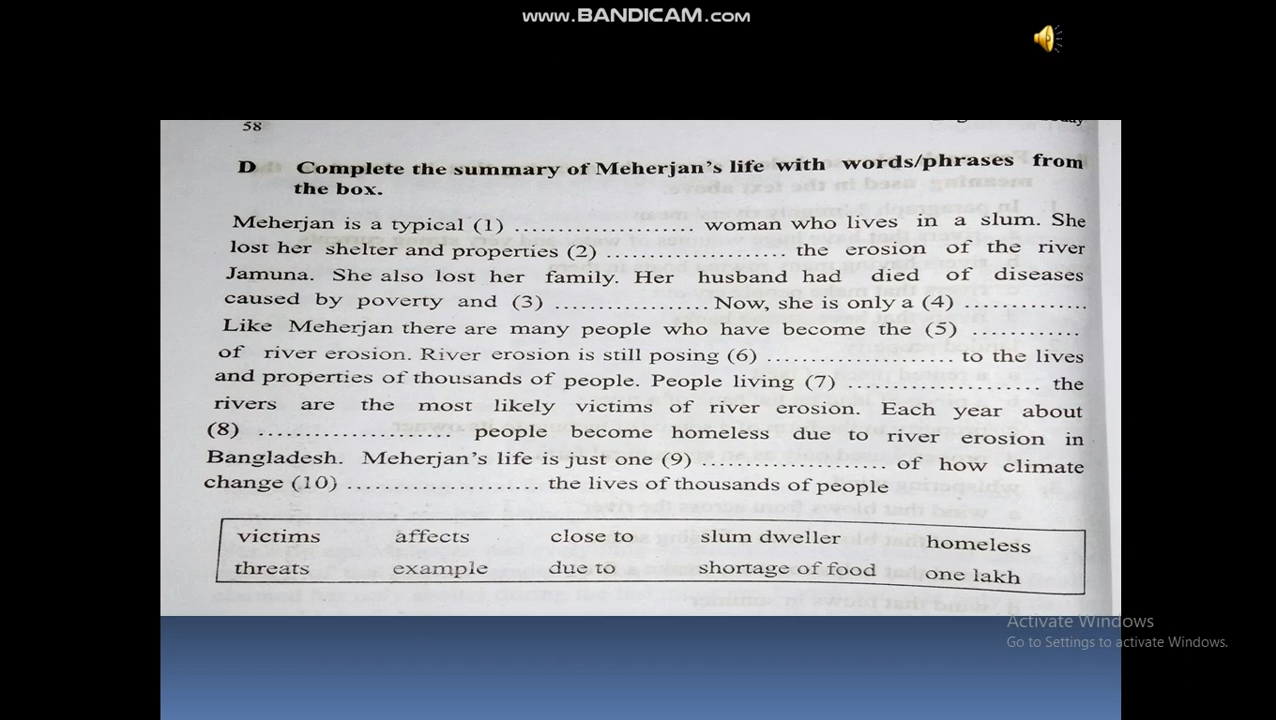 www.BANDICAM.com
58
D Complete the summary of Meherjan's life with words/phrases from
the box.
Meherjan is a typical (1) .................... woman who lives in a slum. She
lost her shelter and properties (2) .................... the erosion of the river
Jamuna. She also lost her family. Her husband had died of diseases
caused by poverty and (3) ................. Now, she is only a (4) ..............
Like Meherjan there are many people who have become the (5) ............
of river erosion. River erosion is still posing (6) ..................... to the lives
and properties of thousands of people. People living (7) ..................... the
rivers are the most likely victims of river erosion. Each year about
(8) ..................... people become homeless due to river erosion in
Bangladesh. Meherjan's life is just one (9) .................... of how climate
change (10) ..................... the lives of thousands of people
victims affects close to slum dweller homeless
threats example due to shortage of food one lakh
Activate Windows
Go to Settings to activate Windows.